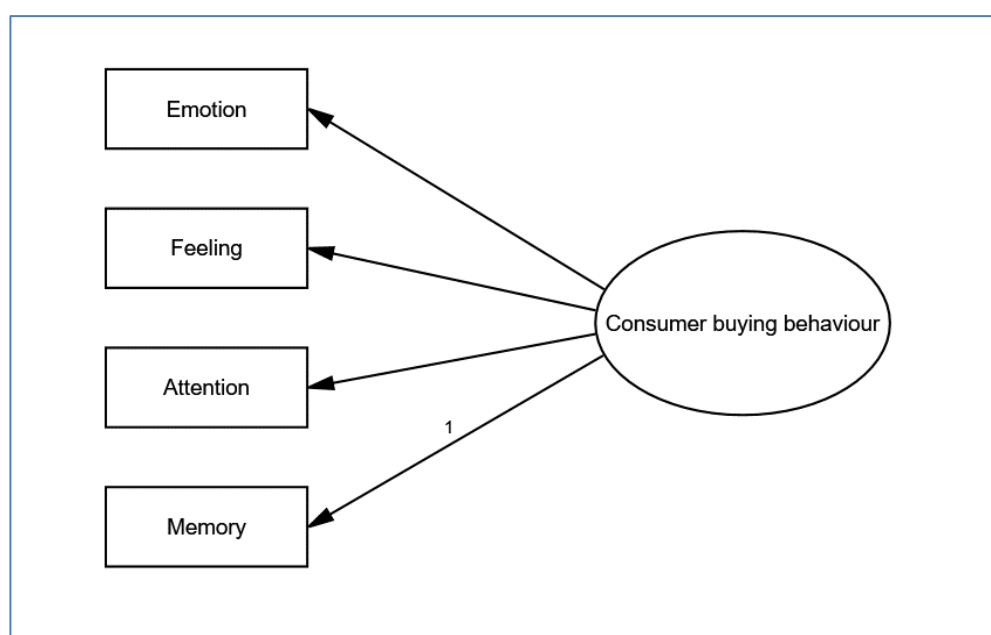 Emotion
Feeling
Consumer buying behaviour
Attention
1
Memory